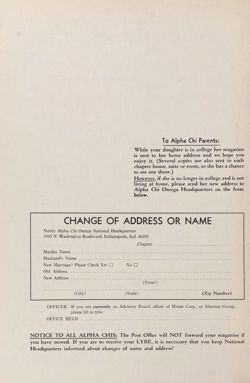 To Alpha Chi Parents:
While your daughter is in college her magazine
is sent to her home address and we hope you
enjoy it. (Several copies are also sent to each
chapter house, suite or room, so she has a chance
to see one there.)
However, if she is no longer in college and is not
living at home, please send her new address to
Alpha Chi Omega Headquarters on the form
below.
CHANGE OF ADDRESS OR NAME
Notify Alpha Chi Omega National Headquarters
N. Washington Boulevard, Indianapolis, Ind. 46205
Chapter
Maiden Name
Husband's Name
New Marriage? Please Check Yes No
Old Address
New Address
(Street)
(City) (State) (Zip Number)
OFFICER - If you are currently on Advisory Board, officer of House Corp., or Alumnae Group,
please fill in title.
OFFICE HELD
NOTICE TO ALL ALPHA CHIS: The Post Office will NOT forward your magazine if
you have moved. If you are to receive your LYRE, it is necessary that you keep National
Headquarters informed about changes of name and address!